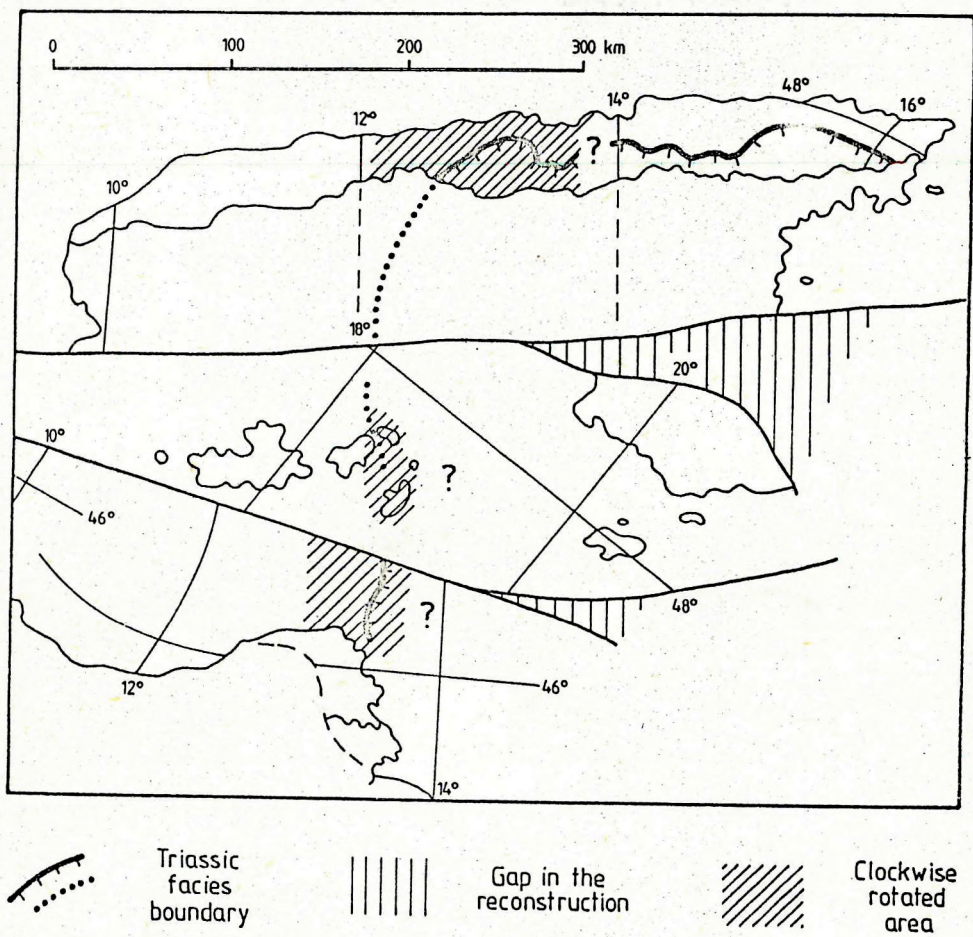 0 100 200 300 km
48°
16°
14°
12°
?
10°
18°
20°
10°
?
46°
48°
?
46°
12°
14°
Triassic
facies
boundary
Gap in the
reconstruction
Clockwise
rotated
area